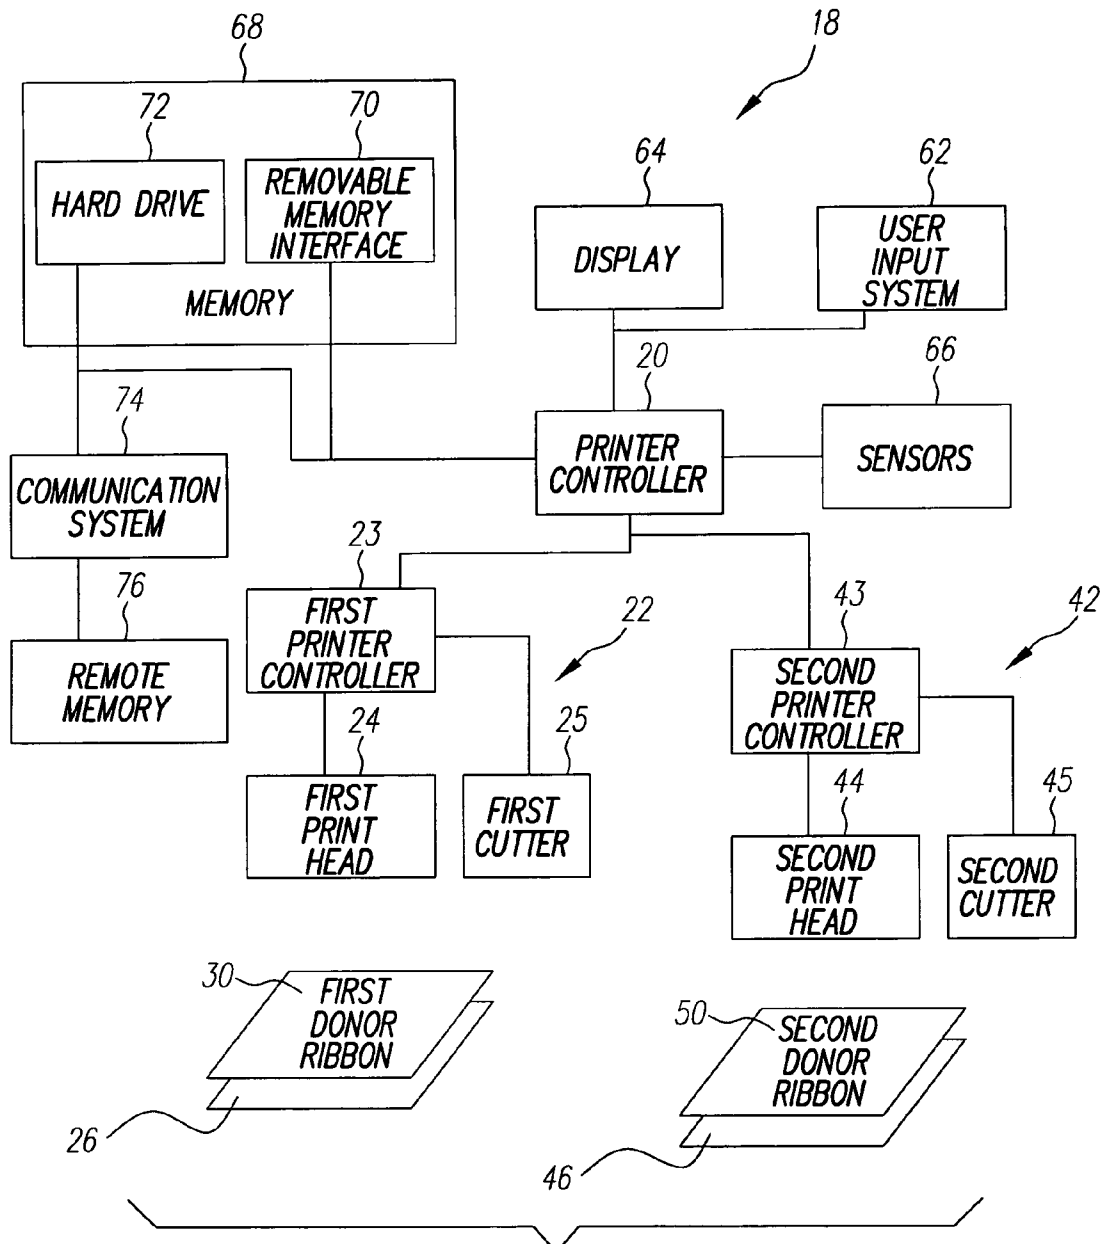 68
18
72
70
64
62
HARD DRIVE
REMOVABLE
MEMORY
INTERFACE
MEMORY
DISPLAY
USER
INPUT
SYSTEM
20
66
PRINTER
CONTROLLER
SENSORS
74
COMMUNICATION
SYSTEM
76
REMOTE
MEMORY
23
FIRST
PRINTER
CONTROLLER
22
43
42
SECOND
PRINTER
CONTROLLER
24
25
FIRST
PRINT
HEAD
FIRST
CUTTER
44
45
SECOND
PRINT
HEAD
SECOND
CUTTER
30
FIRST
DONOR
RIBBON
26
50
SECOND
DONOR
RIBBON
46